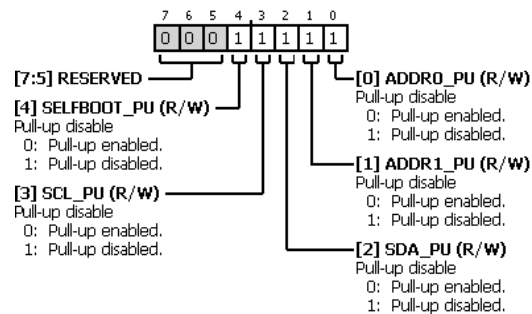 7 6 5 4 3 2 1 0
0 0 0 1 1 1 1 1
[7:5] RESERVED
[4] SELFBOOT_PU (R/W)
Pull-up disable
0: Pull-up enabled.
1: Pull-up disabled.
[3] SCL_PU (R/W)
Pull-up disable
0: Pull-up enabled.
1: Pull-up disabled.
[0] ADDR0_PU (R/W)
Pull-up disable
0: Pull-up enabled.
1: Pull-up disabled.
[1] ADDR1_PU (R/W)
Pull-up disable
0: Pull-up enabled.
1: Pull-up disabled.
[2] SDA_PU (R/W)
Pull-up disable
0: Pull-up enabled.
1: Pull-up disabled.